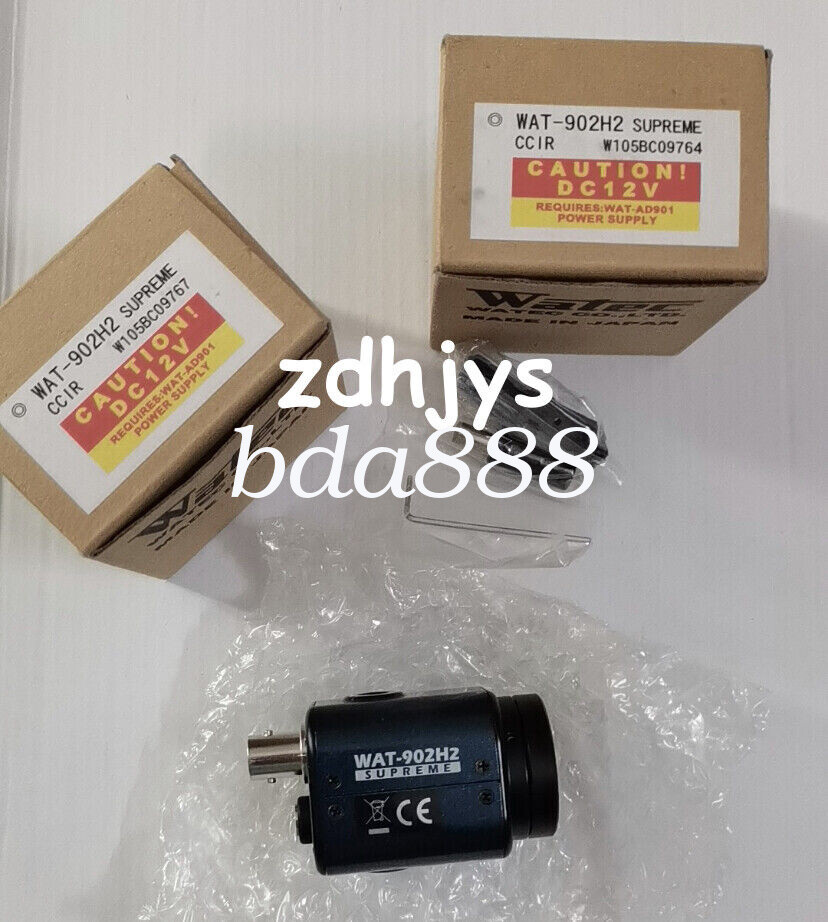 WAT-902H2 SUPREME
CCIR W105BC09764
CAUTION!
DC12V
REQUIRES:WAT-AD901
POWER SUPPLY
Watec
WATEC CO.,LTD.
MADE IN JAPAN
WAT-902H2 SUPREME
CCIR W105BC09767
CAUTION!
DC12V
REQUIRES:WAT-AD901
POWER SUPPLY
zdhjys
bda888
WAT-902H2
SUPREME
CE